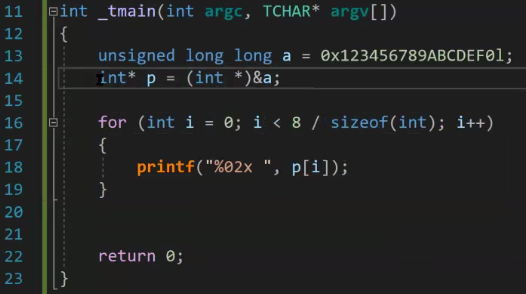 11 int _tmain(int argc, TCHAR* argv[])
12 {
13     unsigned long long a = 0x123456789ABCDEF0l;
14     int* p = (int *)&a;
15
16     for (int i = 0; i < 8 / sizeof(int); i++)
17     {
18         printf("%02x ", p[i]);
19     }
20
21
22     return 0;
23 }